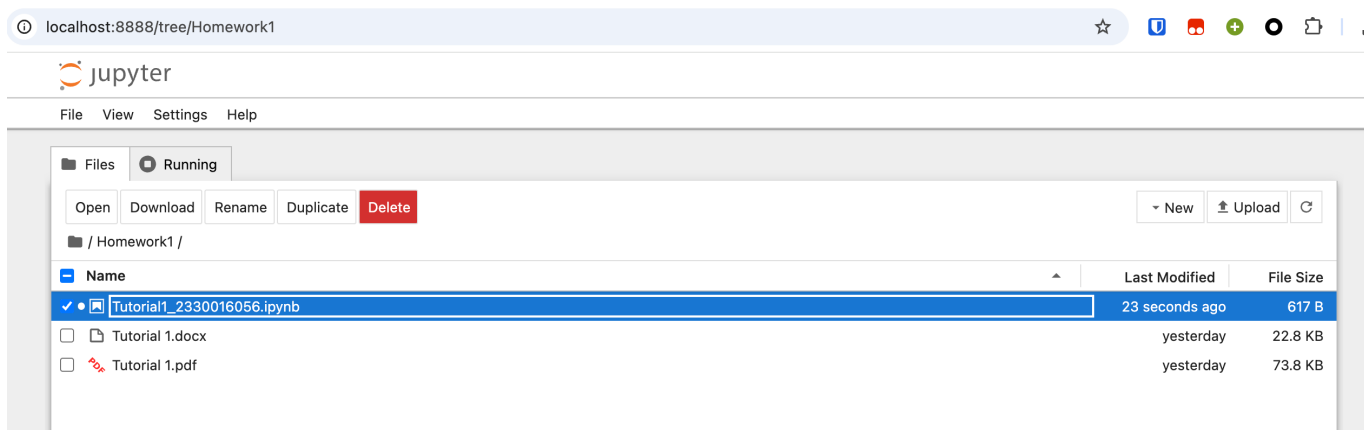 localhost:8888/tree/Homework1
jupyter
File View Settings Help
Files Running
Open Download Rename Duplicate Delete New Upload
/ Homework1 /
Name Last Modified File Size
Tutorial1_2330016056.ipynb 23 seconds ago 617 B
Tutorial 1.docx yesterday 22.8 KB
PDF Tutorial 1.pdf yesterday 73.8 KB